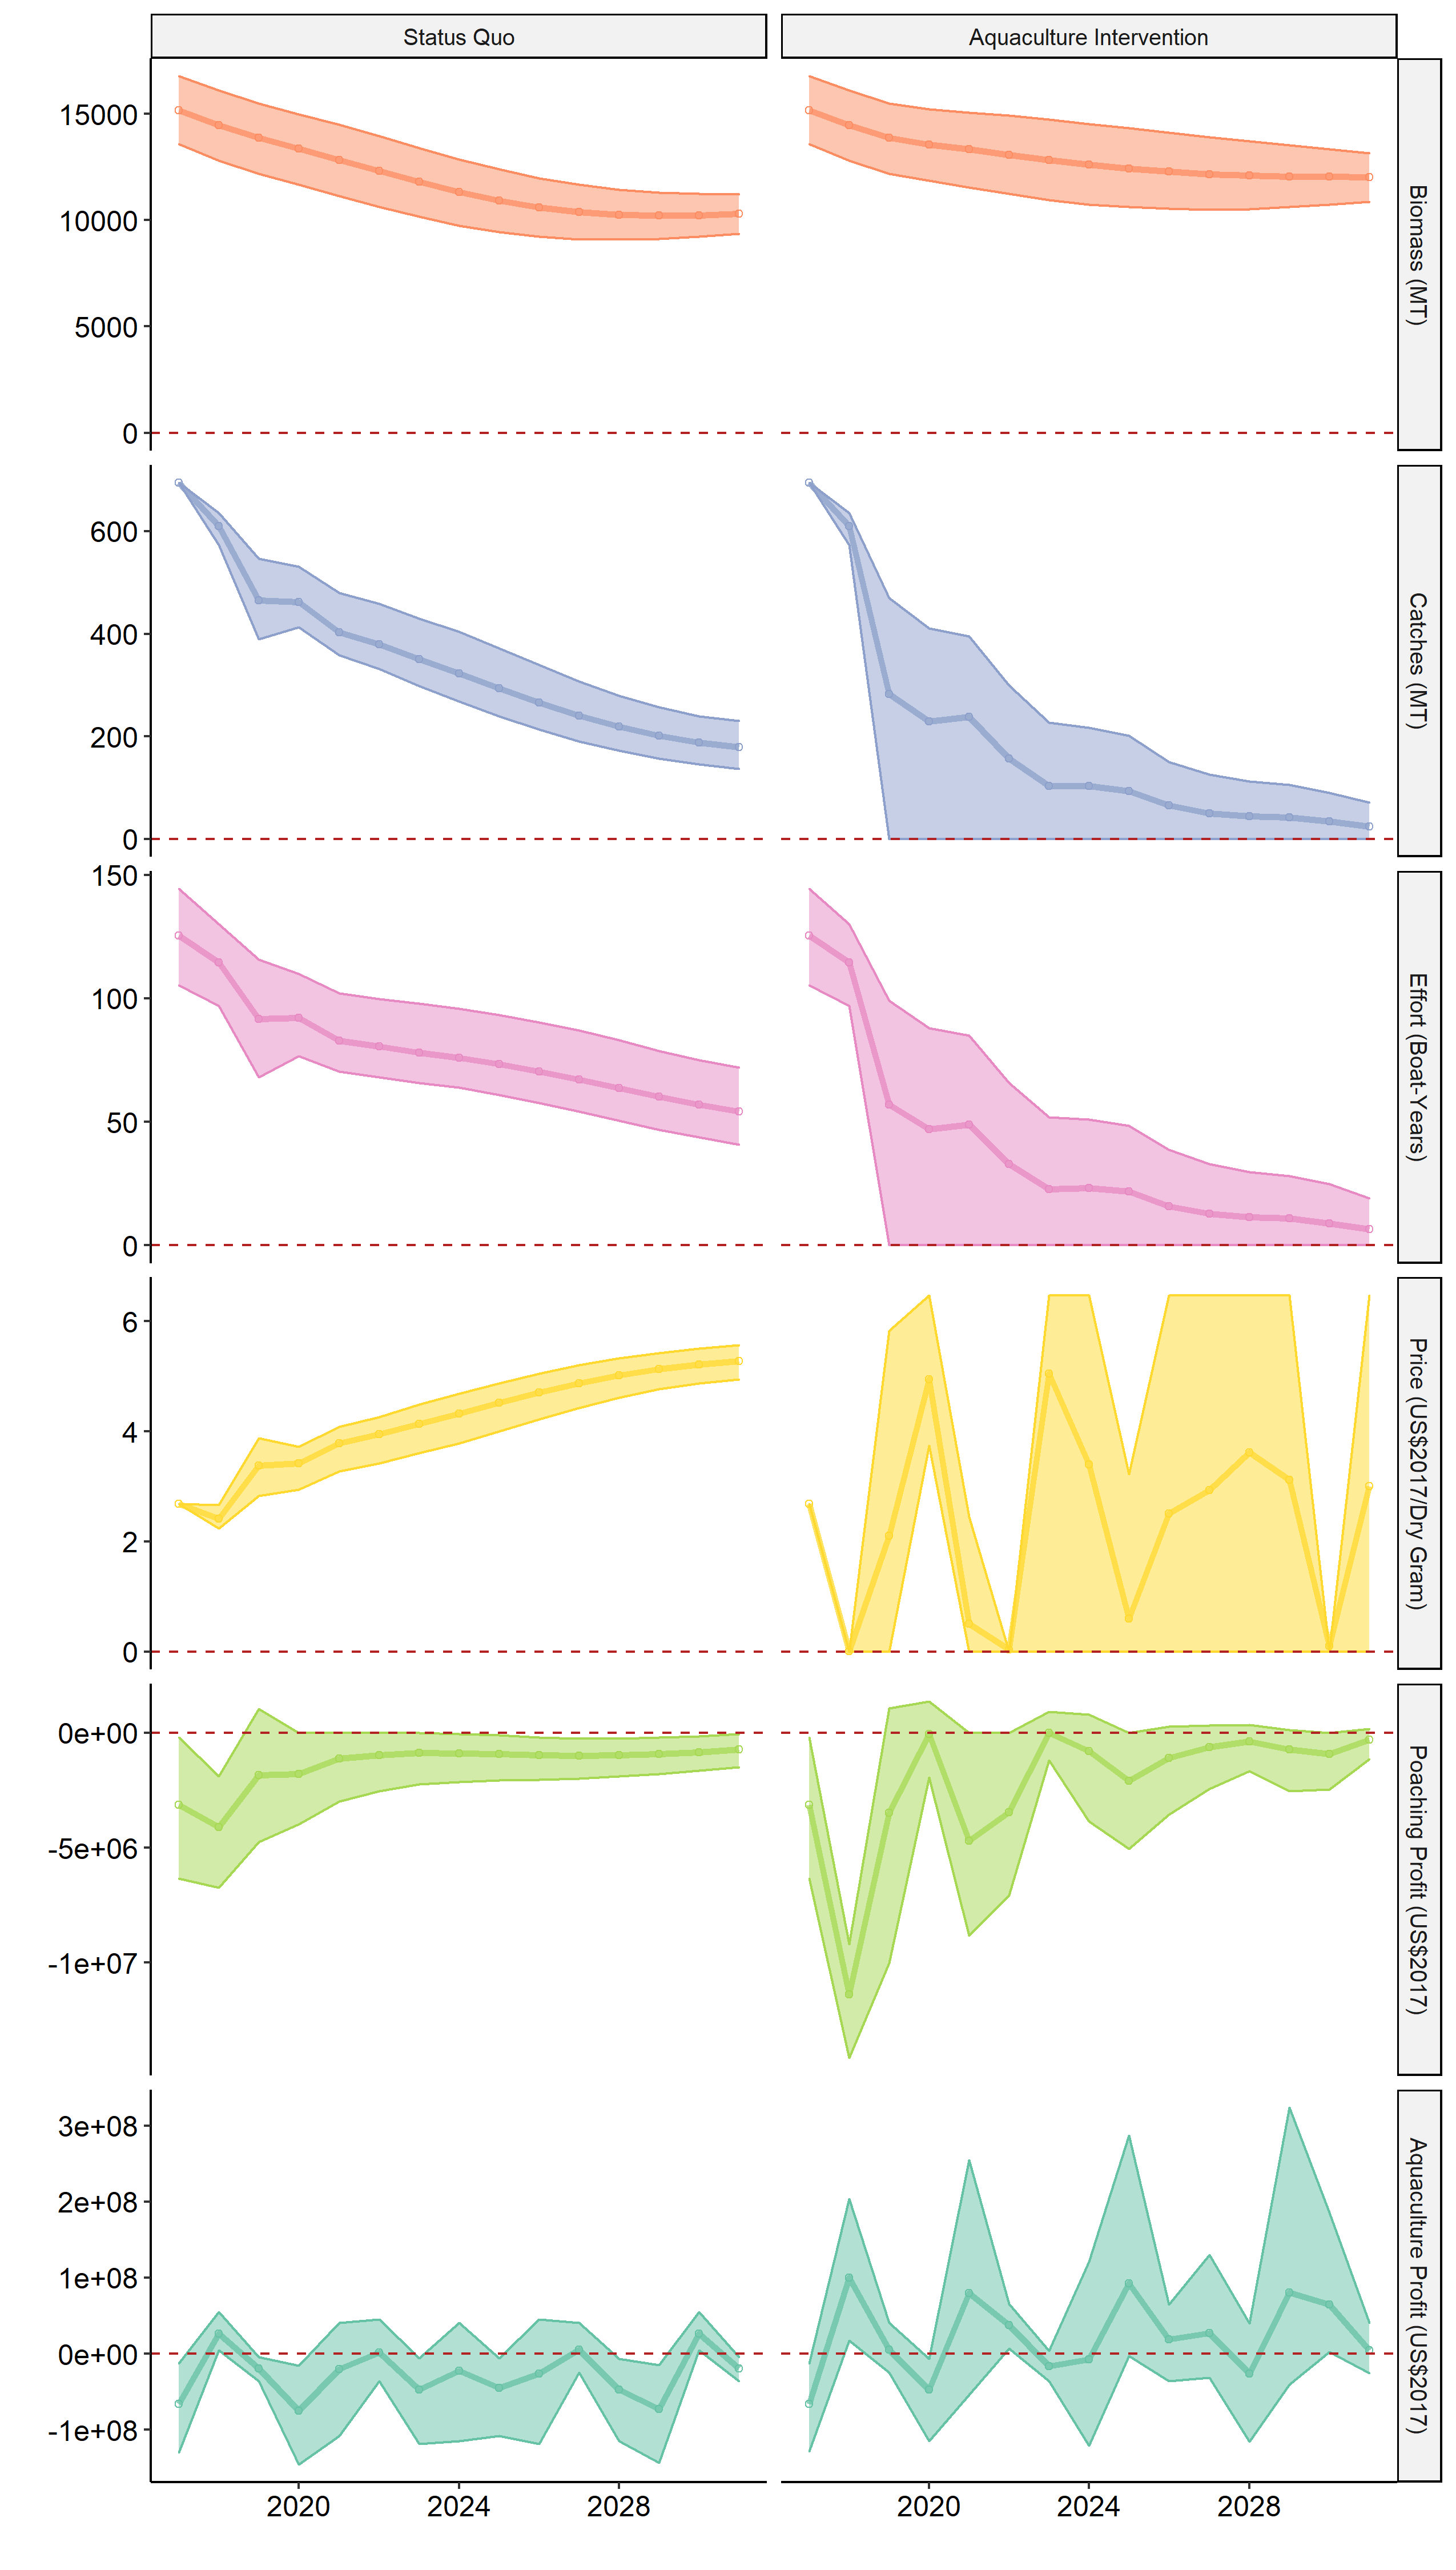 Status Quo
Aquaculture Intervention
15000
10000
5000
0
Biomass (MT)
600
400
200
0
Catches (MT)
150
100
50
0
Effort (Boat-Years)
6
4
2
0
Price (US$2017/Dry Gram)
0e+00
-5e+06
-1e+07
Poaching Profit (US$2017)
3e+08
2e+08
1e+08
0e+00
-1e+08
Aquaculture Profit (US$2017)
2020
2024
2028
2020
2024
2028